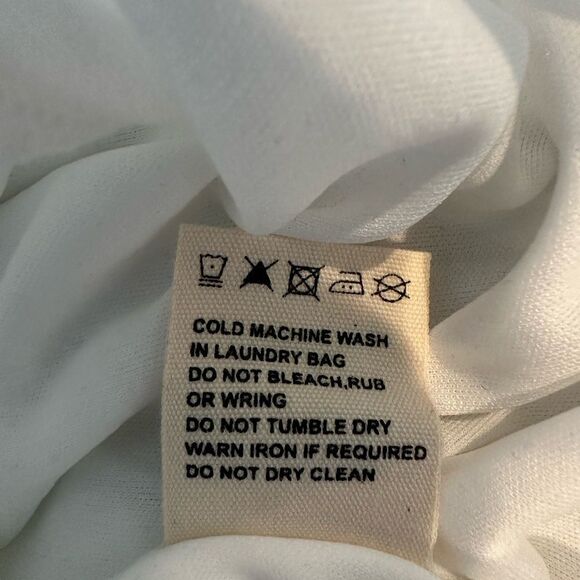 COLD MACHINE WASH
IN LAUNDRY BAG
DO NOT BLEACH,RUB
OR WRING
DO NOT TUMBLE DRY
WARN IRON IF REQUIRED
DO NOT DRY CLEAN